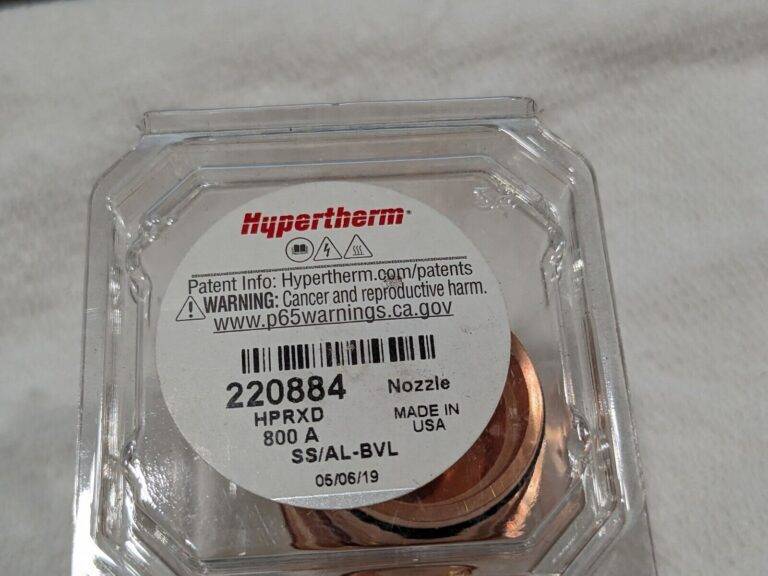 Hypertherm®
Patent Info: Hypertherm.com/patents
WARNING: Cancer and reproductive harm.
www.p65warnings.ca.gov
220884 Nozzle
HPRXD MADE IN
800 A USA
SS/AL-BVL
05/06/19